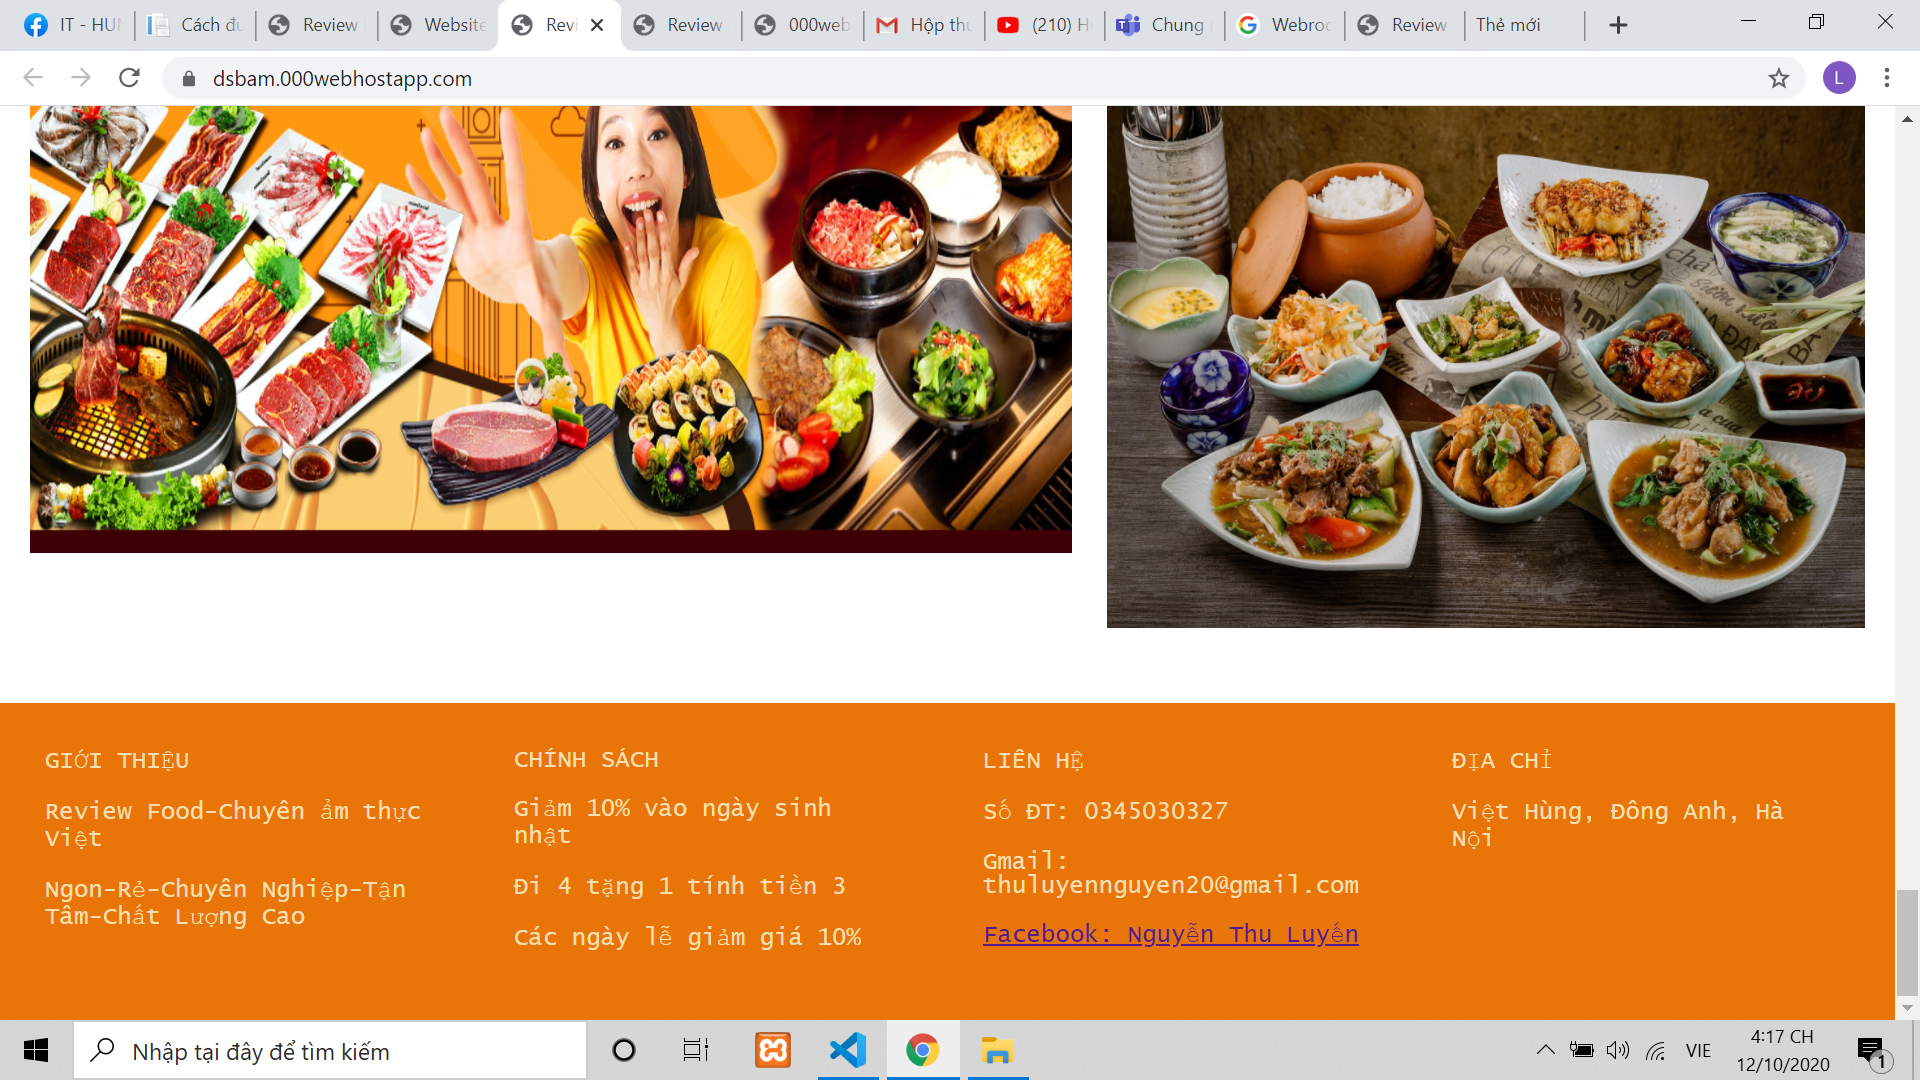 IT - HUN
Cách dư
Review
Website
Revi
Review
000web
Hộp thư
(210) H
Chung
Webroo
Review
Thẻ mới
dsbam.000webhostapp.com
L
GIỚI THIỆU
Review Food-Chuyên ẩm thực
Việt
Ngon-Rẻ-Chuyên Nghiệp-Tận
Tâm-Chất Lượng Cao
CHÍNH SÁCH
Giảm 10% vào ngày sinh
nhật
Đi 4 tặng 1 tính tiền 3
Các ngày lễ giảm giá 10%
LIÊN HỆ
Số ĐT: 0345030327
Gmail:
thuluyennguyen20@gmail.com
Facebook: Nguyễn Thu Luyến
ĐỊA CHỈ
Việt Hùng, Đông Anh, Hà
Nội
Nhập tại đây để tìm kiếm
VIE
4:17 CH
12/10/2020
1